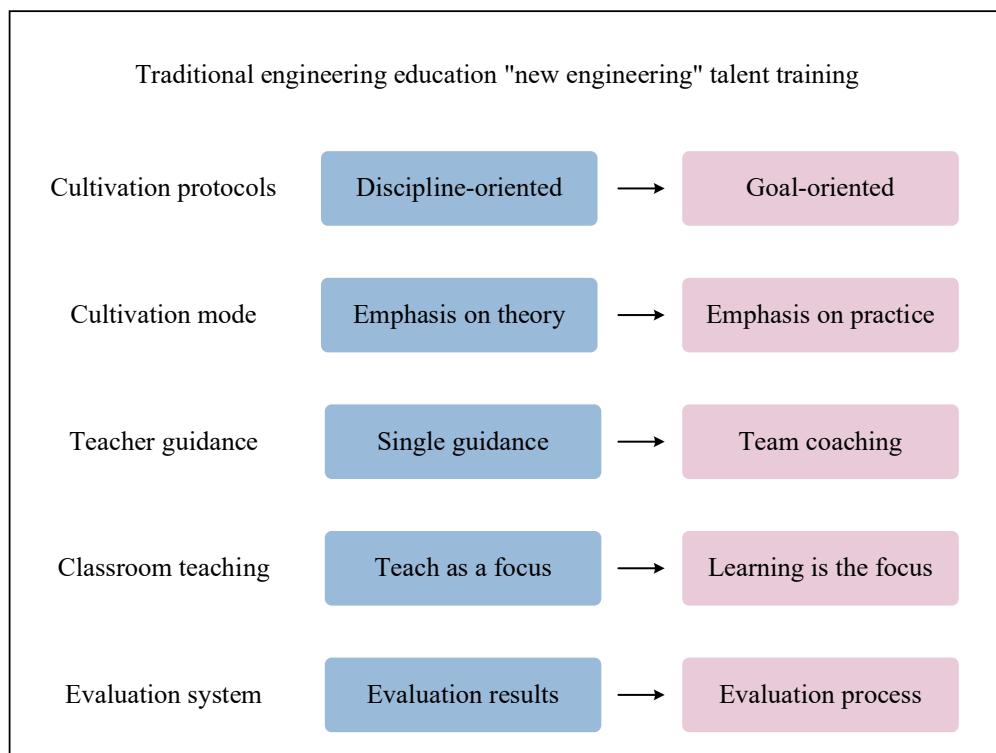 Traditional engineering education "new engineering" talent training
Cultivation protocols Discipline-oriented Goal-oriented
Cultivation mode Emphasis on theory Emphasis on practice
Teacher guidance Single guidance Team coaching
Classroom teaching Teach as a focus Learning is the focus
Evaluation system Evaluation results Evaluation process